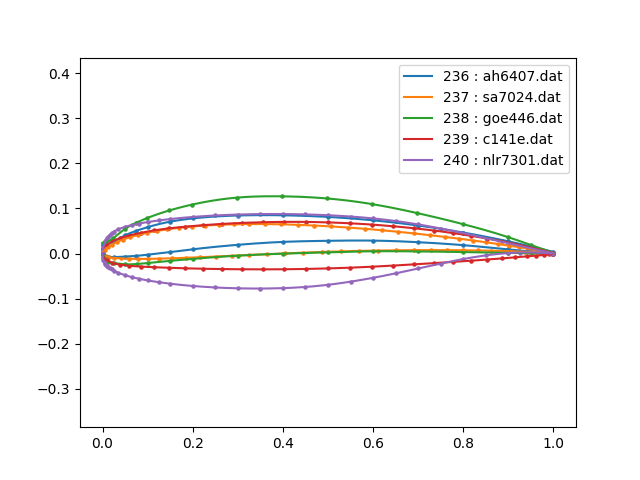 236 : ah6407.dat
237 : sa7024.dat
238 : goe446.dat
239 : c141e.dat
240 : nlr7301.dat
0.4
0.3
0.2
0.1
0.0
−0.1
−0.2
−0.3
0.0 0.2 0.4 0.6 0.8 1.0